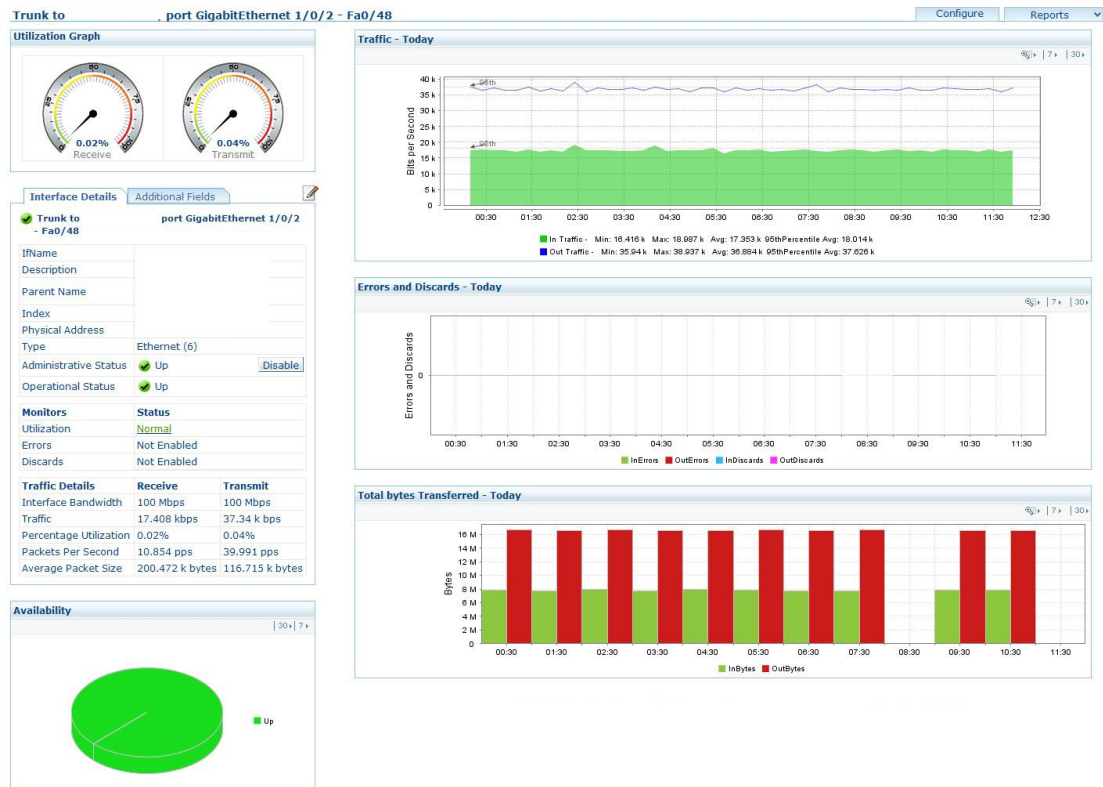 Trunk to . port GigabitEthernet 1/0/2 - Fa0/48
Configure
Reports
Utilization Graph
0 25 50 75 100
0.02%
Receive
0 25 50 75 100
0.04%
Transmit
Interface Details
Additional Fields
Trunk to port GigabitEthernet 1/0/2
- Fa0/48
IfName
Description
Parent Name
Index
Physical Address
Type Ethernet (6)
Administrative Status Up Disable
Operational Status Up
Monitors Status
Utilization Normal
Errors Not Enabled
Discards Not Enabled
Traffic Details Receive Transmit
Interface Bandwidth 100 Mbps 100 Mbps
Traffic 17.408 kbps 37.34 k bps
Percentage Utilization 0.02% 0.04%
Packets Per Second 10.854 pps 39.991 pps
Average Packet Size 200.472 k bytes 116.715 k bytes
Availability
30 7
Up
Traffic - Today
7 30
Bits per Second
40 k
35 k
30 k
25 k
20 k
15 k
10 k
5 k
0
95th
95th
00:30 01:30 02:30 03:30 04:30 05:30 06:30 07:30 08:30 09:30 10:30 11:30 12:30
In Traffic - Min: 16.416 k Max: 18.987 k Avg: 17.353 k 95thPercentile Avg: 18.014 k
Out Traffic - Min: 35.94 k Max: 38.937 k Avg: 36.884 k 95thPercentile Avg: 37.626 k
Errors and Discards - Today
7 30
Errors and Discards
0
00:30 01:30 02:30 03:30 04:30 05:30 06:30 07:30 08:30 09:30 10:30 11:30
InErrors OutErrors InDiscards OutDiscards
Total bytes Transferred - Today
7 30
Bytes
16 M
14 M
12 M
10 M
8 M
6 M
4 M
2 M
0
00:30 01:30 02:30 03:30 04:30 05:30 06:30 07:30 08:30 09:30 10:30 11:30
InBytes OutBytes